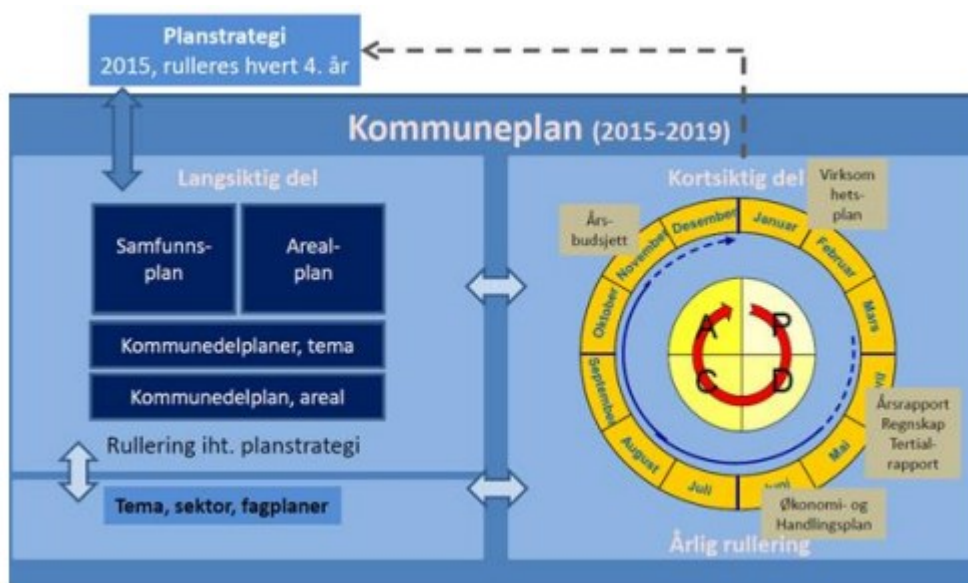 Planstrategi
2015, rulleres hvert 4. år
Kommuneplan (2015-2019)
Langsiktig del
Samfunns-
plan
Areal-
plan
Kommunedelplaner, tema
Kommunedelplan, areal
Rullering iht. planstrategi
Tema, sektor, fagplaner
Kortsiktig del
Virksom
hets-
plan
Års-
budsjett
Desember
Januar
November
Februar
Oktober
Mars
A
P
C
D
September
Årsrapport
Regnskap
Tertial-
rapport
Mai
August
Juli
Juni
Økonomi- og
Handlingsplan
Årlig rullering